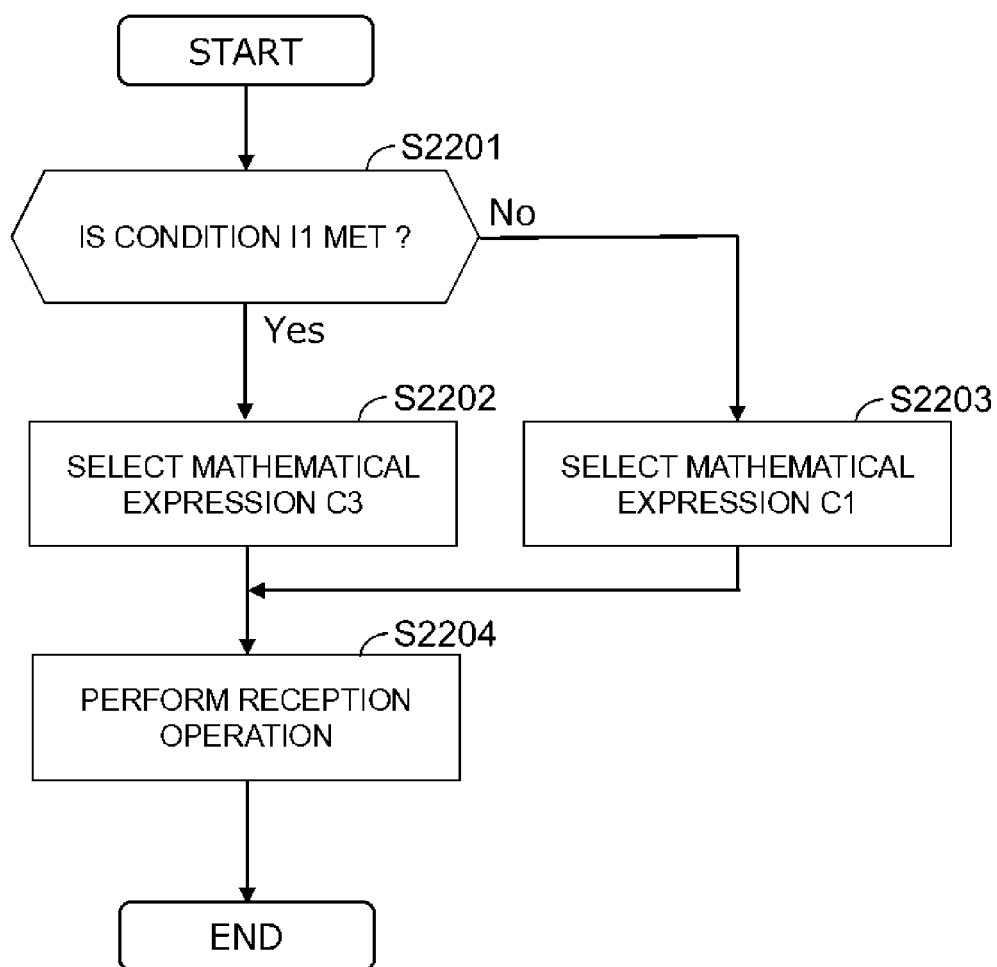 START
S2201
IS CONDITION I1 MET ?
No
Yes
S2202
SELECT MATHEMATICAL
EXPRESSION C3
S2203
SELECT MATHEMATICAL
EXPRESSION C1
S2204
PERFORM RECEPTION
OPERATION
END